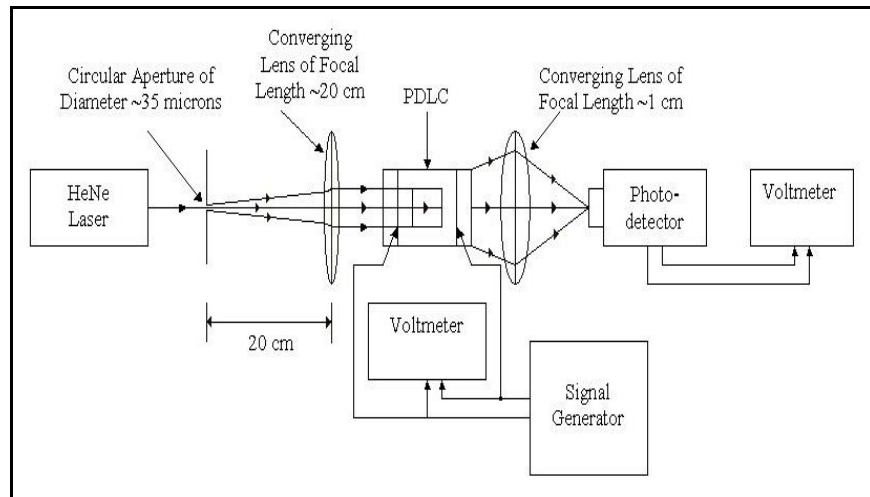 Converging
Lens of Focal
Length ~20 cm
Circular Aperture of
Diameter ~35 microns
PDLC
Converging Lens of
Focal Length ~1 cm
HeNe
Laser
Photo-
detector
Voltmeter
20 cm
Voltmeter
Signal
Generator